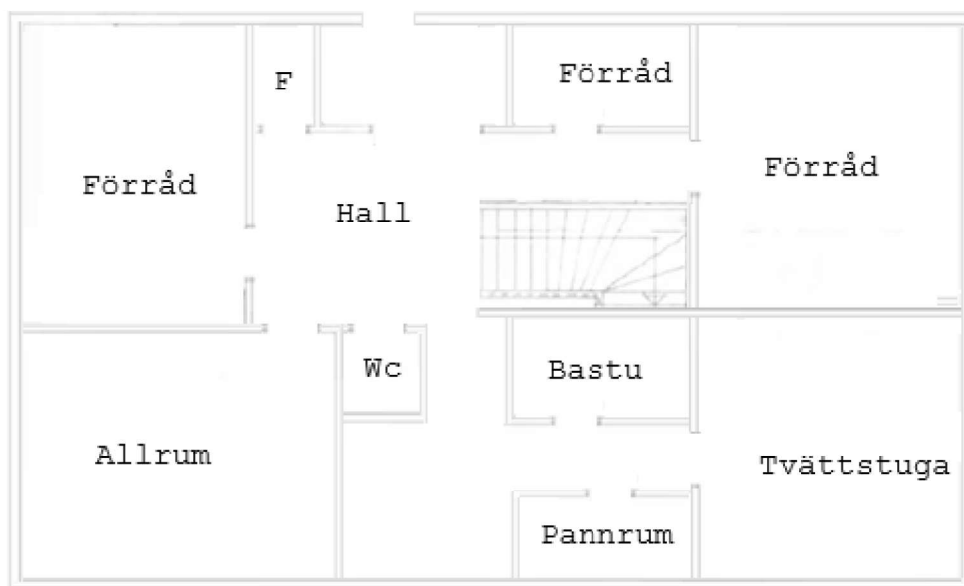 F
Förråd
Förråd
Förråd
Hall
Wc
Bastu
Allrum
Tvättstuga
Pannrum